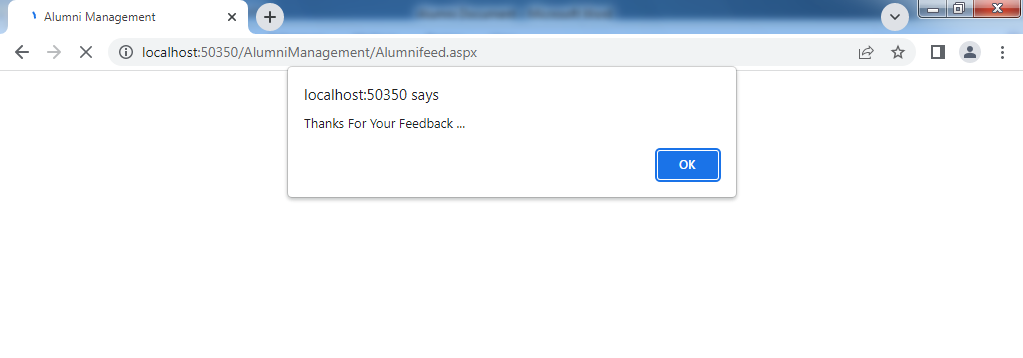 Alumni Management
localhost:50350/AlumniManagement/Alumnifeed.aspx
localhost:50350 says
Thanks For Your Feedback ...
OK